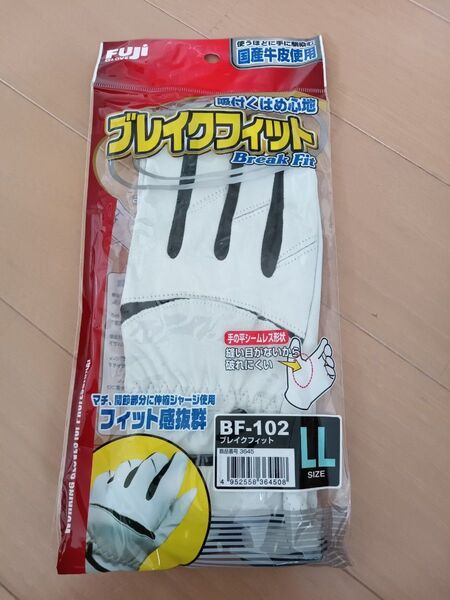 FUJI
GLOVE
使うほどに手に馴染む
国産牛皮使用
吸付くはめ心地
ブレイクフィット
Break Fit
手の平シームレス形状
縫い目がないから
破れにくい
マチ、関節部分に伸縮ジャージ使用
フィット感抜群
BF-102
ブレイクフィット
商品番号 3645
4 952558 364508
LL
SIZE
WORKING GLOVES for PROFESSIONAL